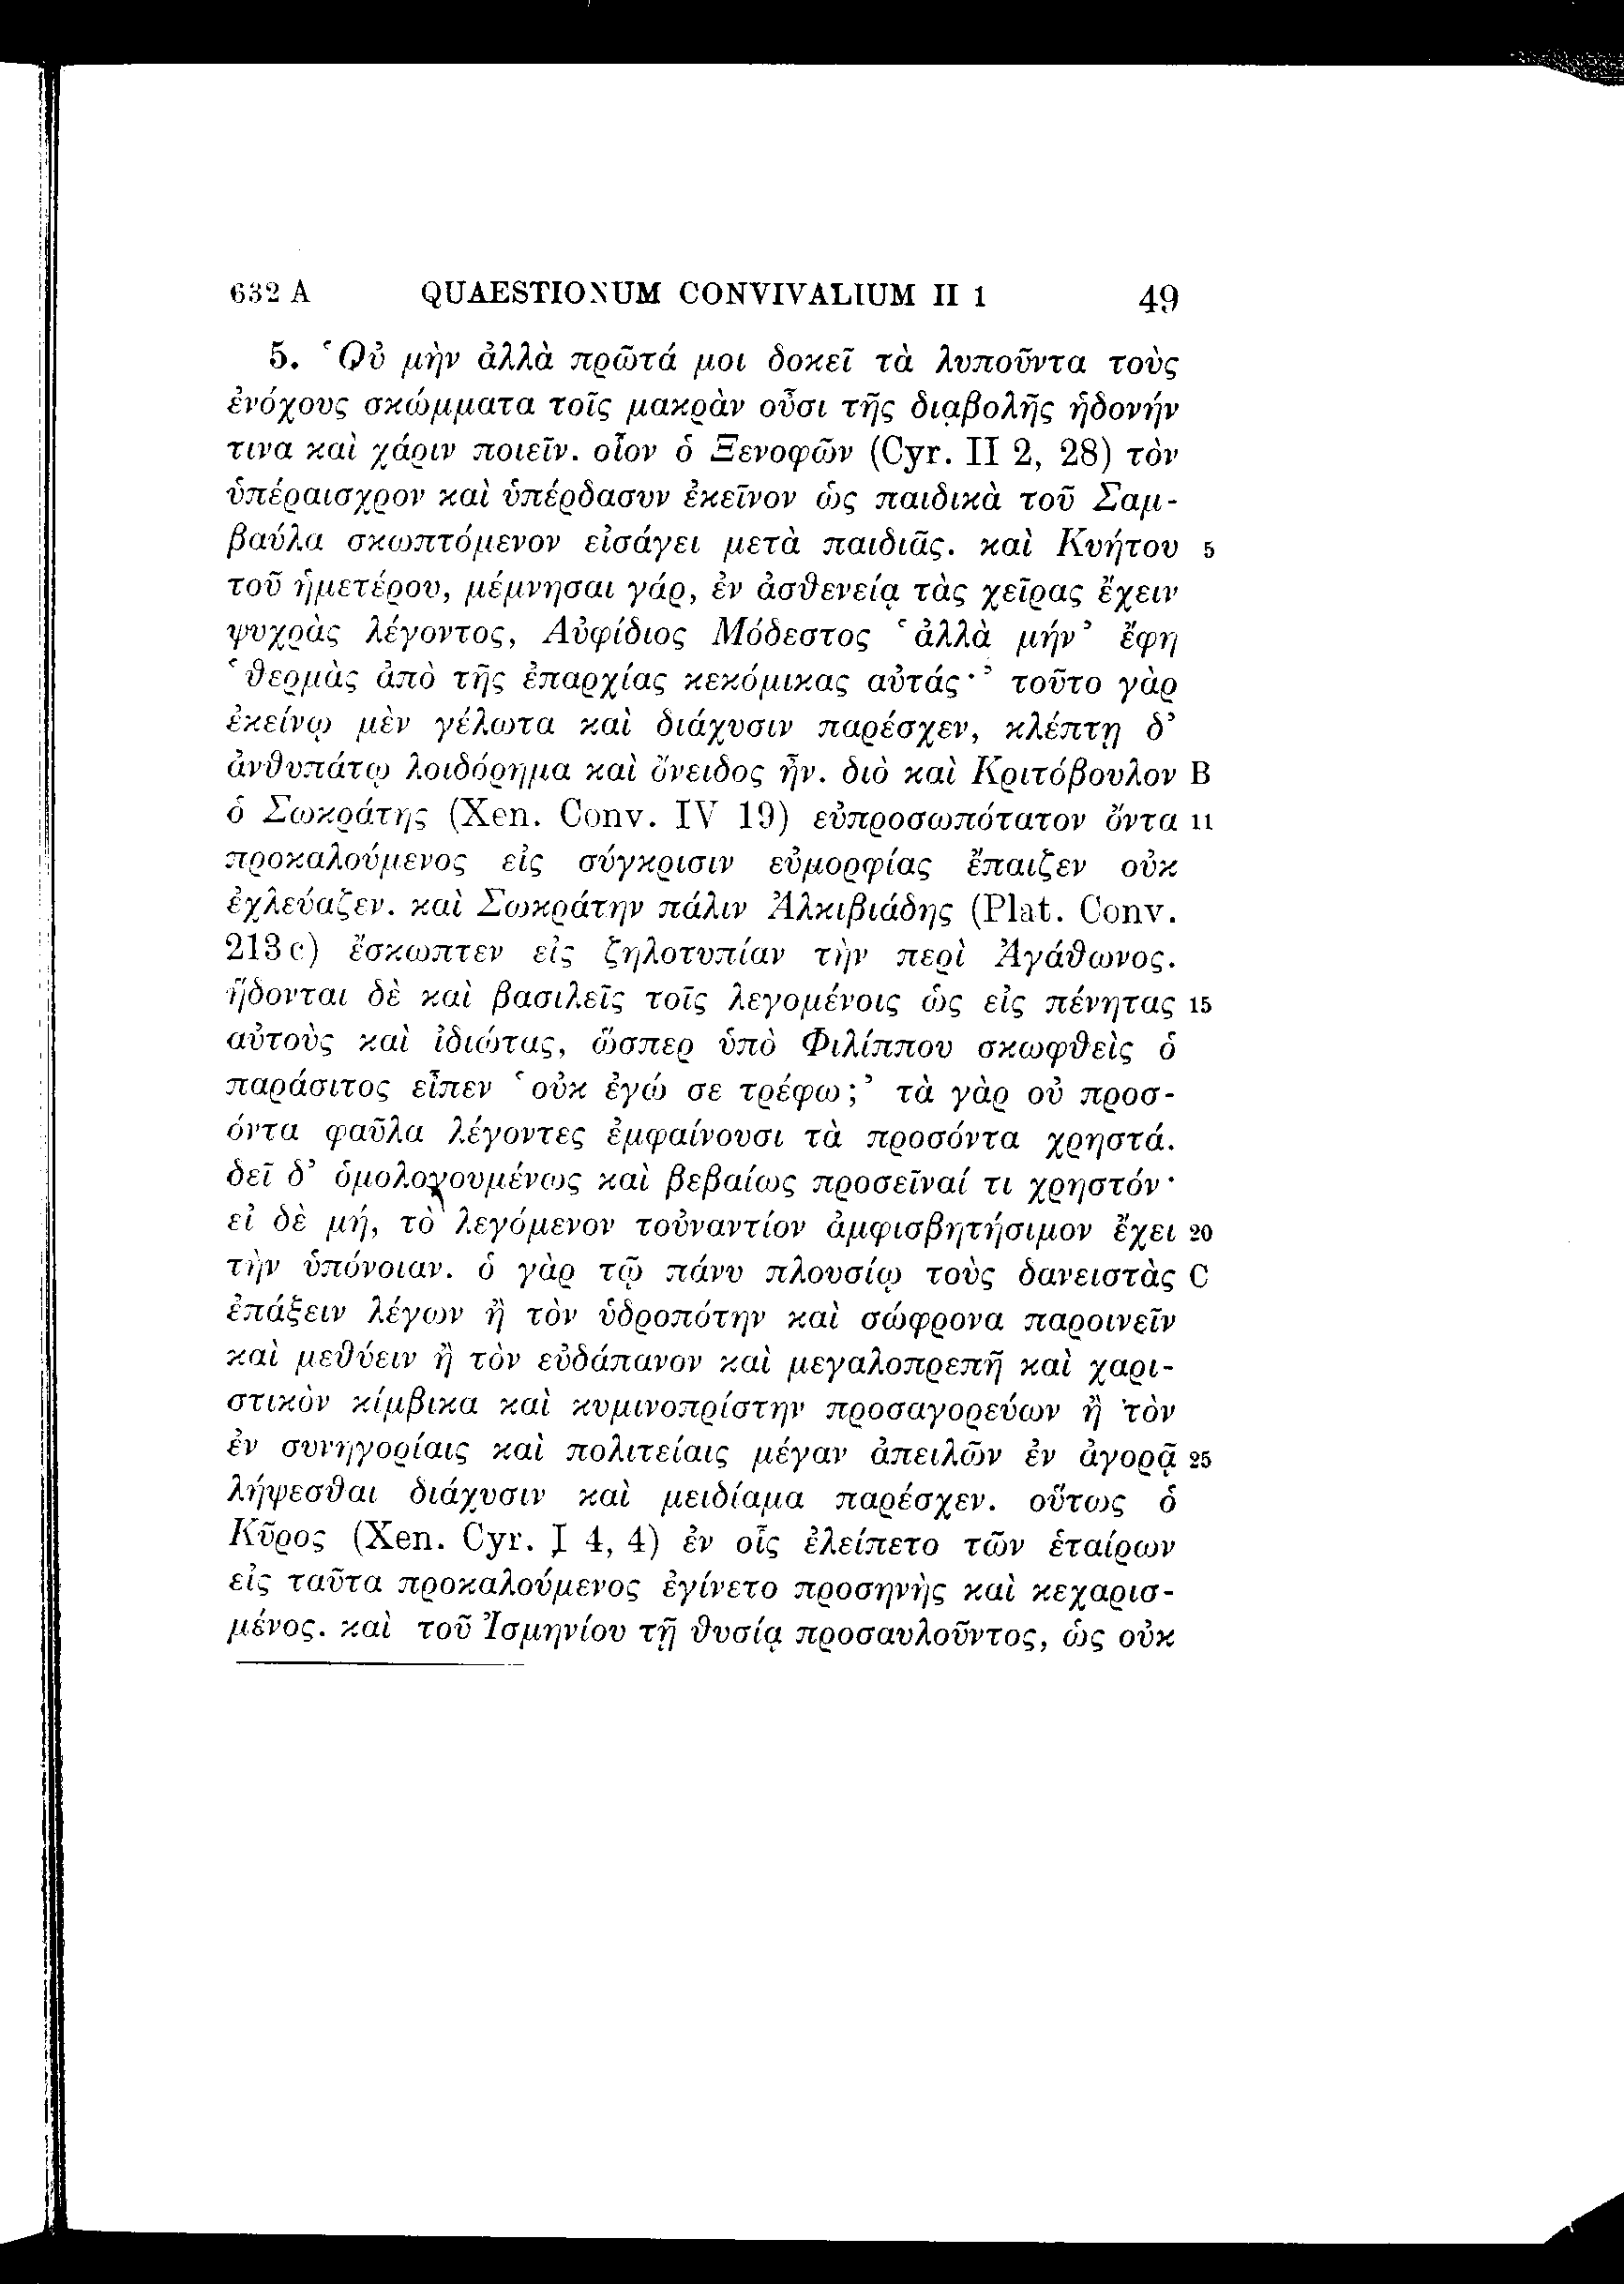 632 A QUAESTIONUM CONVIVALIUM II 1 49
5. ‘Οὐ μὴν ἀλλὰ πρῶτά μοι δοκεῖ τὰ λυποῦντα τοὺς
ἐνόχους σκώμματα τοῖς μακρὰν οὖσι τῆς διαβολῆς ἡδονήν
τινα καὶ χάριν ποιεῖν. οἷον ὁ Ξενοφῶν (Cyr. II 2, 28) τὸν
ὑπέραισχρον καὶ ὑπέρδασυν ἐκεῖνον ὡς παιδικὰ τοῦ Σαμ-
βαύλα σκωπτόμενον εἰσάγει μετὰ παιδιᾶς. καὶ Κυήτου 5
τοῦ ἡμετέρου, μέμνησαι γάρ, ἐν ἀσθενείᾳ τὰς χεῖρας ἔχειν
ψυχρὰς λέγοντος, Αὐφίδιος Μόδεστος ‘ἀλλὰ μήν’ ἔφη
‘θερμὰς ἀπὸ τῆς ἐπαρχίας κεκόμικας αὐτάς·’ τοῦτο γὰρ
ἐκείνῳ μὲν γέλωτα καὶ διάχυσιν παρέσχεν, κλέπτῃ δ’
ἀνθυπάτῳ λοιδόρημα καὶ ὄνειδος ἦν. διὸ καὶ Κριτόβουλον B
ὁ Σωκράτης (Xen. Conv. IV 19) εὐπροσωπότατον ὄντα 11
προκαλούμενος εἰς σύγκρισιν εὐμορφίας ἔπαιζεν οὐκ
ἐχλεύαζεν. καὶ Σωκράτην πάλιν Ἀλκιβιάδης (Plat. Conv.
213 c) ἔσκωπτεν εἰς ζηλοτυπίαν τὴν περὶ Ἀγάθωνος.
ἥδονται δὲ καὶ βασιλεῖς τοῖς λεγομένοις ὡς εἰς πένητας 15
αὐτοὺς καὶ ἰδιώτας, ὥσπερ ὑπὸ Φιλίππου σκωφθεὶς ὁ
παράσιτος εἶπεν ‘οὐκ ἐγώ σε τρέφω;’ τὰ γὰρ οὐ προσ-
όντα φαῦλα λέγοντες ἐμφαίνουσι τὰ προσόντα χρηστά.
δεῖ δ’ ὁμολογουμένως καὶ βεβαίως προσεῖναί τι χρηστόν·
εἰ δὲ μή, τὸ λεγόμενον τοὐναντίον ἀμφισβητήσιμον ἔχει 20
τὴν ὑπόνοιαν. ὁ γὰρ τῷ πάνυ πλουσίῳ τοὺς δανειστὰς C
ἐπάξειν λέγων ἢ τὸν ὑδροπότην καὶ σώφρονα παροινεῖν
καὶ μεθύειν ἢ τὸν εὐδάπανον καὶ μεγαλοπρεπῆ καὶ χαρι-
στικὸν κίμβικα καὶ κυμινοπρίστην προσαγορεύων ἢ τὸν
ἐν συνηγορίαις καὶ πολιτείαις μέγαν ἀπειλῶν ἐν ἀγορᾷ 25
λήψεσθαι διάχυσιν καὶ μειδίαμα παρέσχεν. οὕτως ὁ
Κῦρος (Xen. Cyr. I 4, 4) ἐν οἷς ἐλείπετο τῶν ἑταίρων
εἰς ταῦτα προκαλούμενος ἐγίνετο προσηνὴς καὶ κεχαρισ-
μένος. καὶ τοῦ Ἰσμηνίου τῇ θυσίᾳ προσαυλοῦντος, ὡς οὐκ